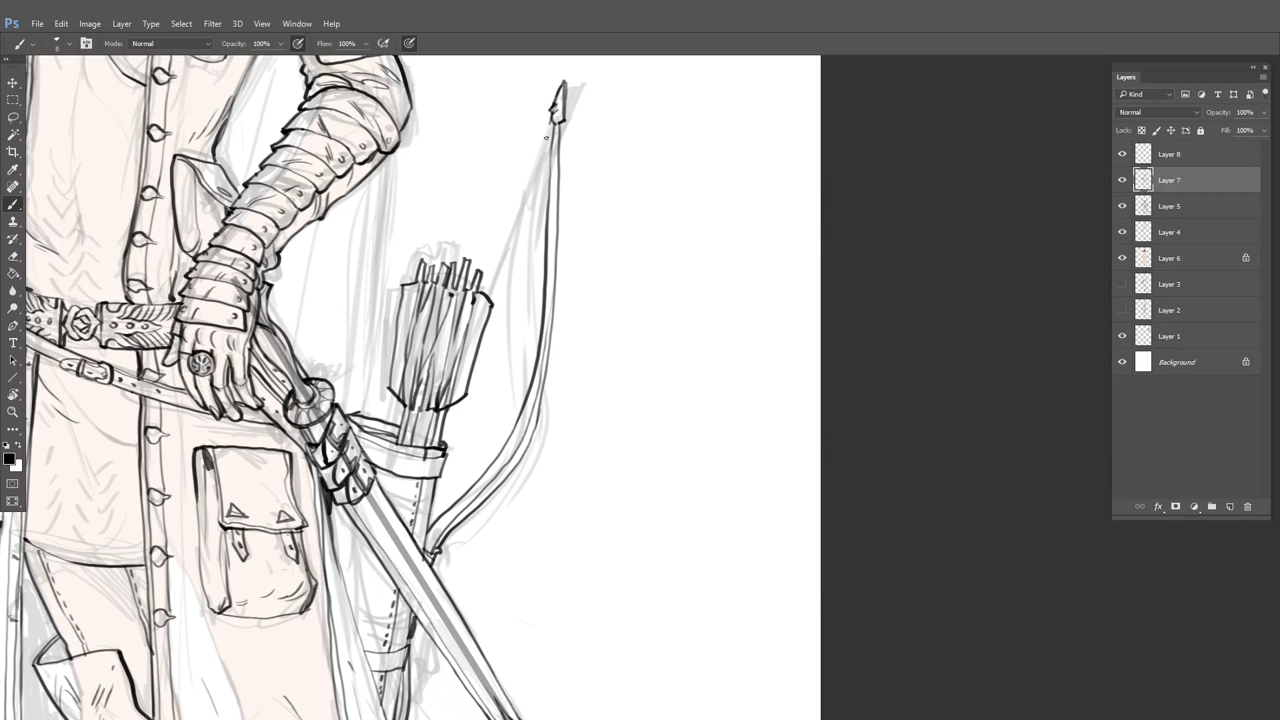 Ps File Edit Image Layer Type Select Filter 3D View Window Help
8 Mode: Normal Opacity: 100% Flow: 100%
Layers
Kind
Normal Opacity: 100%
Lock: Fill: 100%
Layer 8
Layer 7
Layer 5
Layer 4
Layer 6
Layer 3
Layer 2
Layer 1
Background
fx